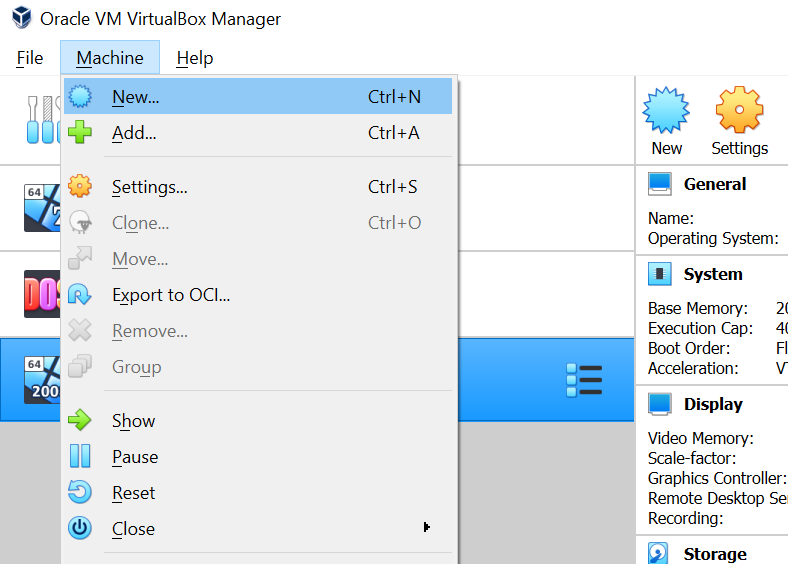 Oracle VM VirtualBox Manager
File Machine Help
New... Ctrl+N
Add... Ctrl+A
Settings... Ctrl+S
Clone... Ctrl+O
Move...
Export to OCI...
Remove...
Group
Show
Pause
Reset
Close
64
DOS
64
200
New Settings
General
Name:
Operating System:
System
Base Memory: 20
Execution Cap: 40
Boot Order: Fl
Acceleration: VT
Display
Video Memory:
Scale-factor:
Graphics Controller:
Remote Desktop Se
Recording:
Storage